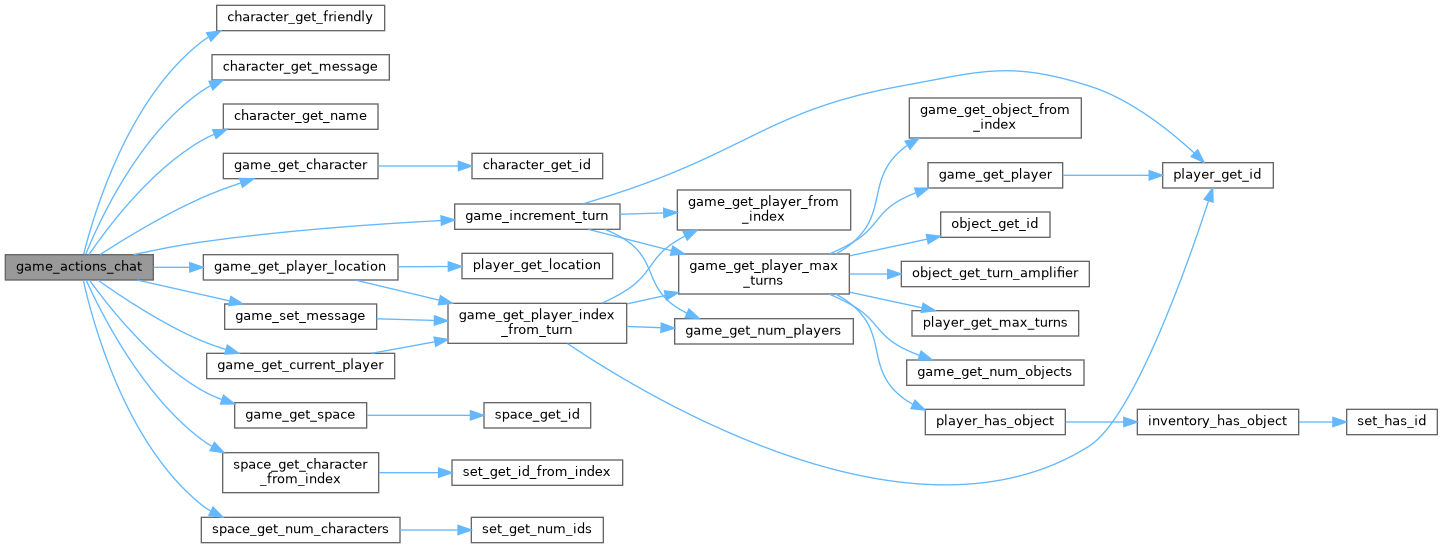 character_get_friendly
character_get_message
character_get_name
game_get_character
character_get_id
game_increment_turn
game_actions_chat
game_get_player_location
player_get_location
game_set_message
game_get_player_index
_from_turn
game_get_current_player
game_get_space
space_get_id
space_get_character
_from_index
set_get_id_from_index
space_get_num_characters
set_get_num_ids
game_get_player_from
_index
game_get_player_max
_turns
game_get_num_players
game_get_object_from
_index
game_get_player
player_get_id
object_get_id
object_get_turn_amplifier
player_get_max_turns
game_get_num_objects
player_has_object
inventory_has_object
set_has_id